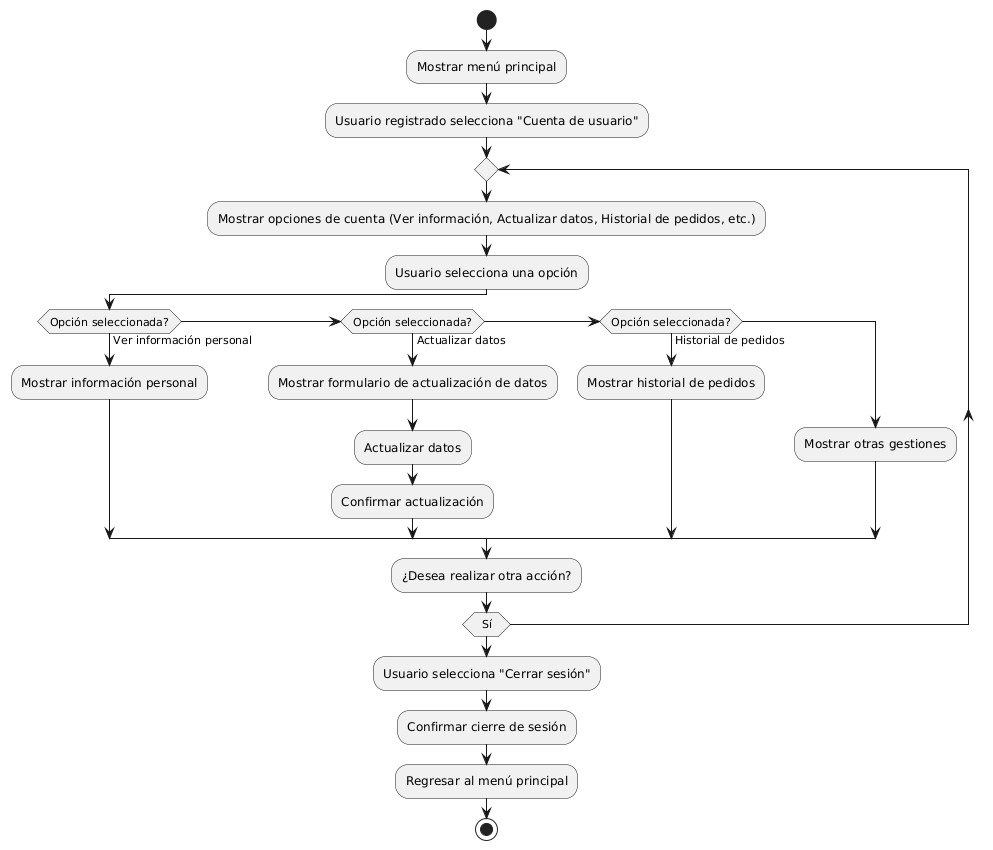 Mostrar menú principal
Usuario registrado selecciona "Cuenta de usuario"
Mostrar opciones de cuenta (Ver información, Actualizar datos, Historial de pedidos, etc.)
Usuario selecciona una opción
Opción seleccionada?
Ver información personal
Mostrar información personal
Opción seleccionada?
Actualizar datos
Mostrar formulario de actualización de datos
Actualizar datos
Confirmar actualización
Opción seleccionada?
Historial de pedidos
Mostrar historial de pedidos
Mostrar otras gestiones
¿Desea realizar otra acción?
Sí
Usuario selecciona "Cerrar sesión"
Confirmar cierre de sesión
Regresar al menú principal